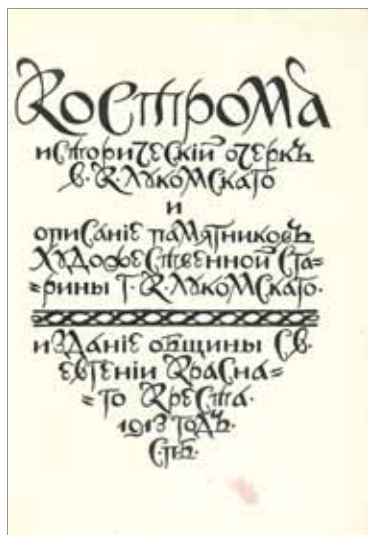 Кострома
историческій очеркъ
В. К. Лукомскаго
и
описаніе памятниковъ
художественной ста=
=рины Г. К. Лукомскаго.
изданіе общины Св.
Евгеніи Красна=
=го Креста.
1913 годъ.
СПБ.